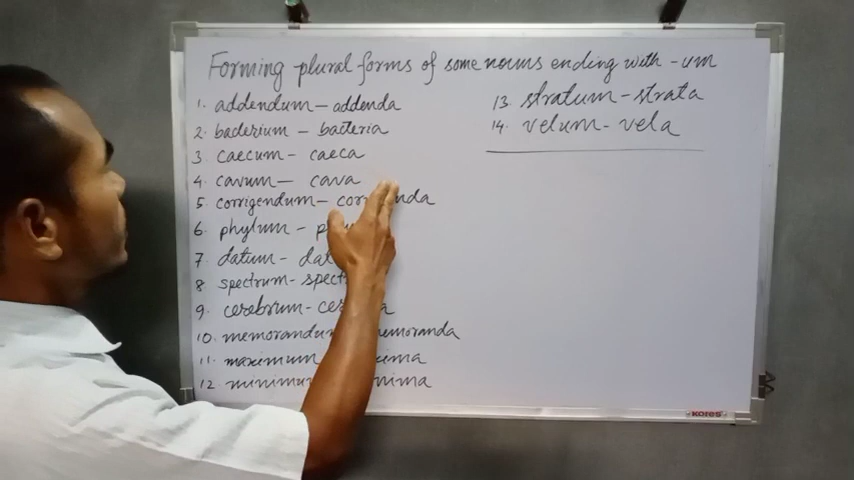 Forming plural forms of some nouns ending with -um
1. addendum – addenda
2. bacterium – bacteria
3. caecum – caeca
4. cavum – cava
5. corrigendum –
6. phylum –
7. datum –
8. spectrum –
9. cerebrum –
10. memorandum
11. maximum
12
13. stratum – strata
14. velum – vela
KORES